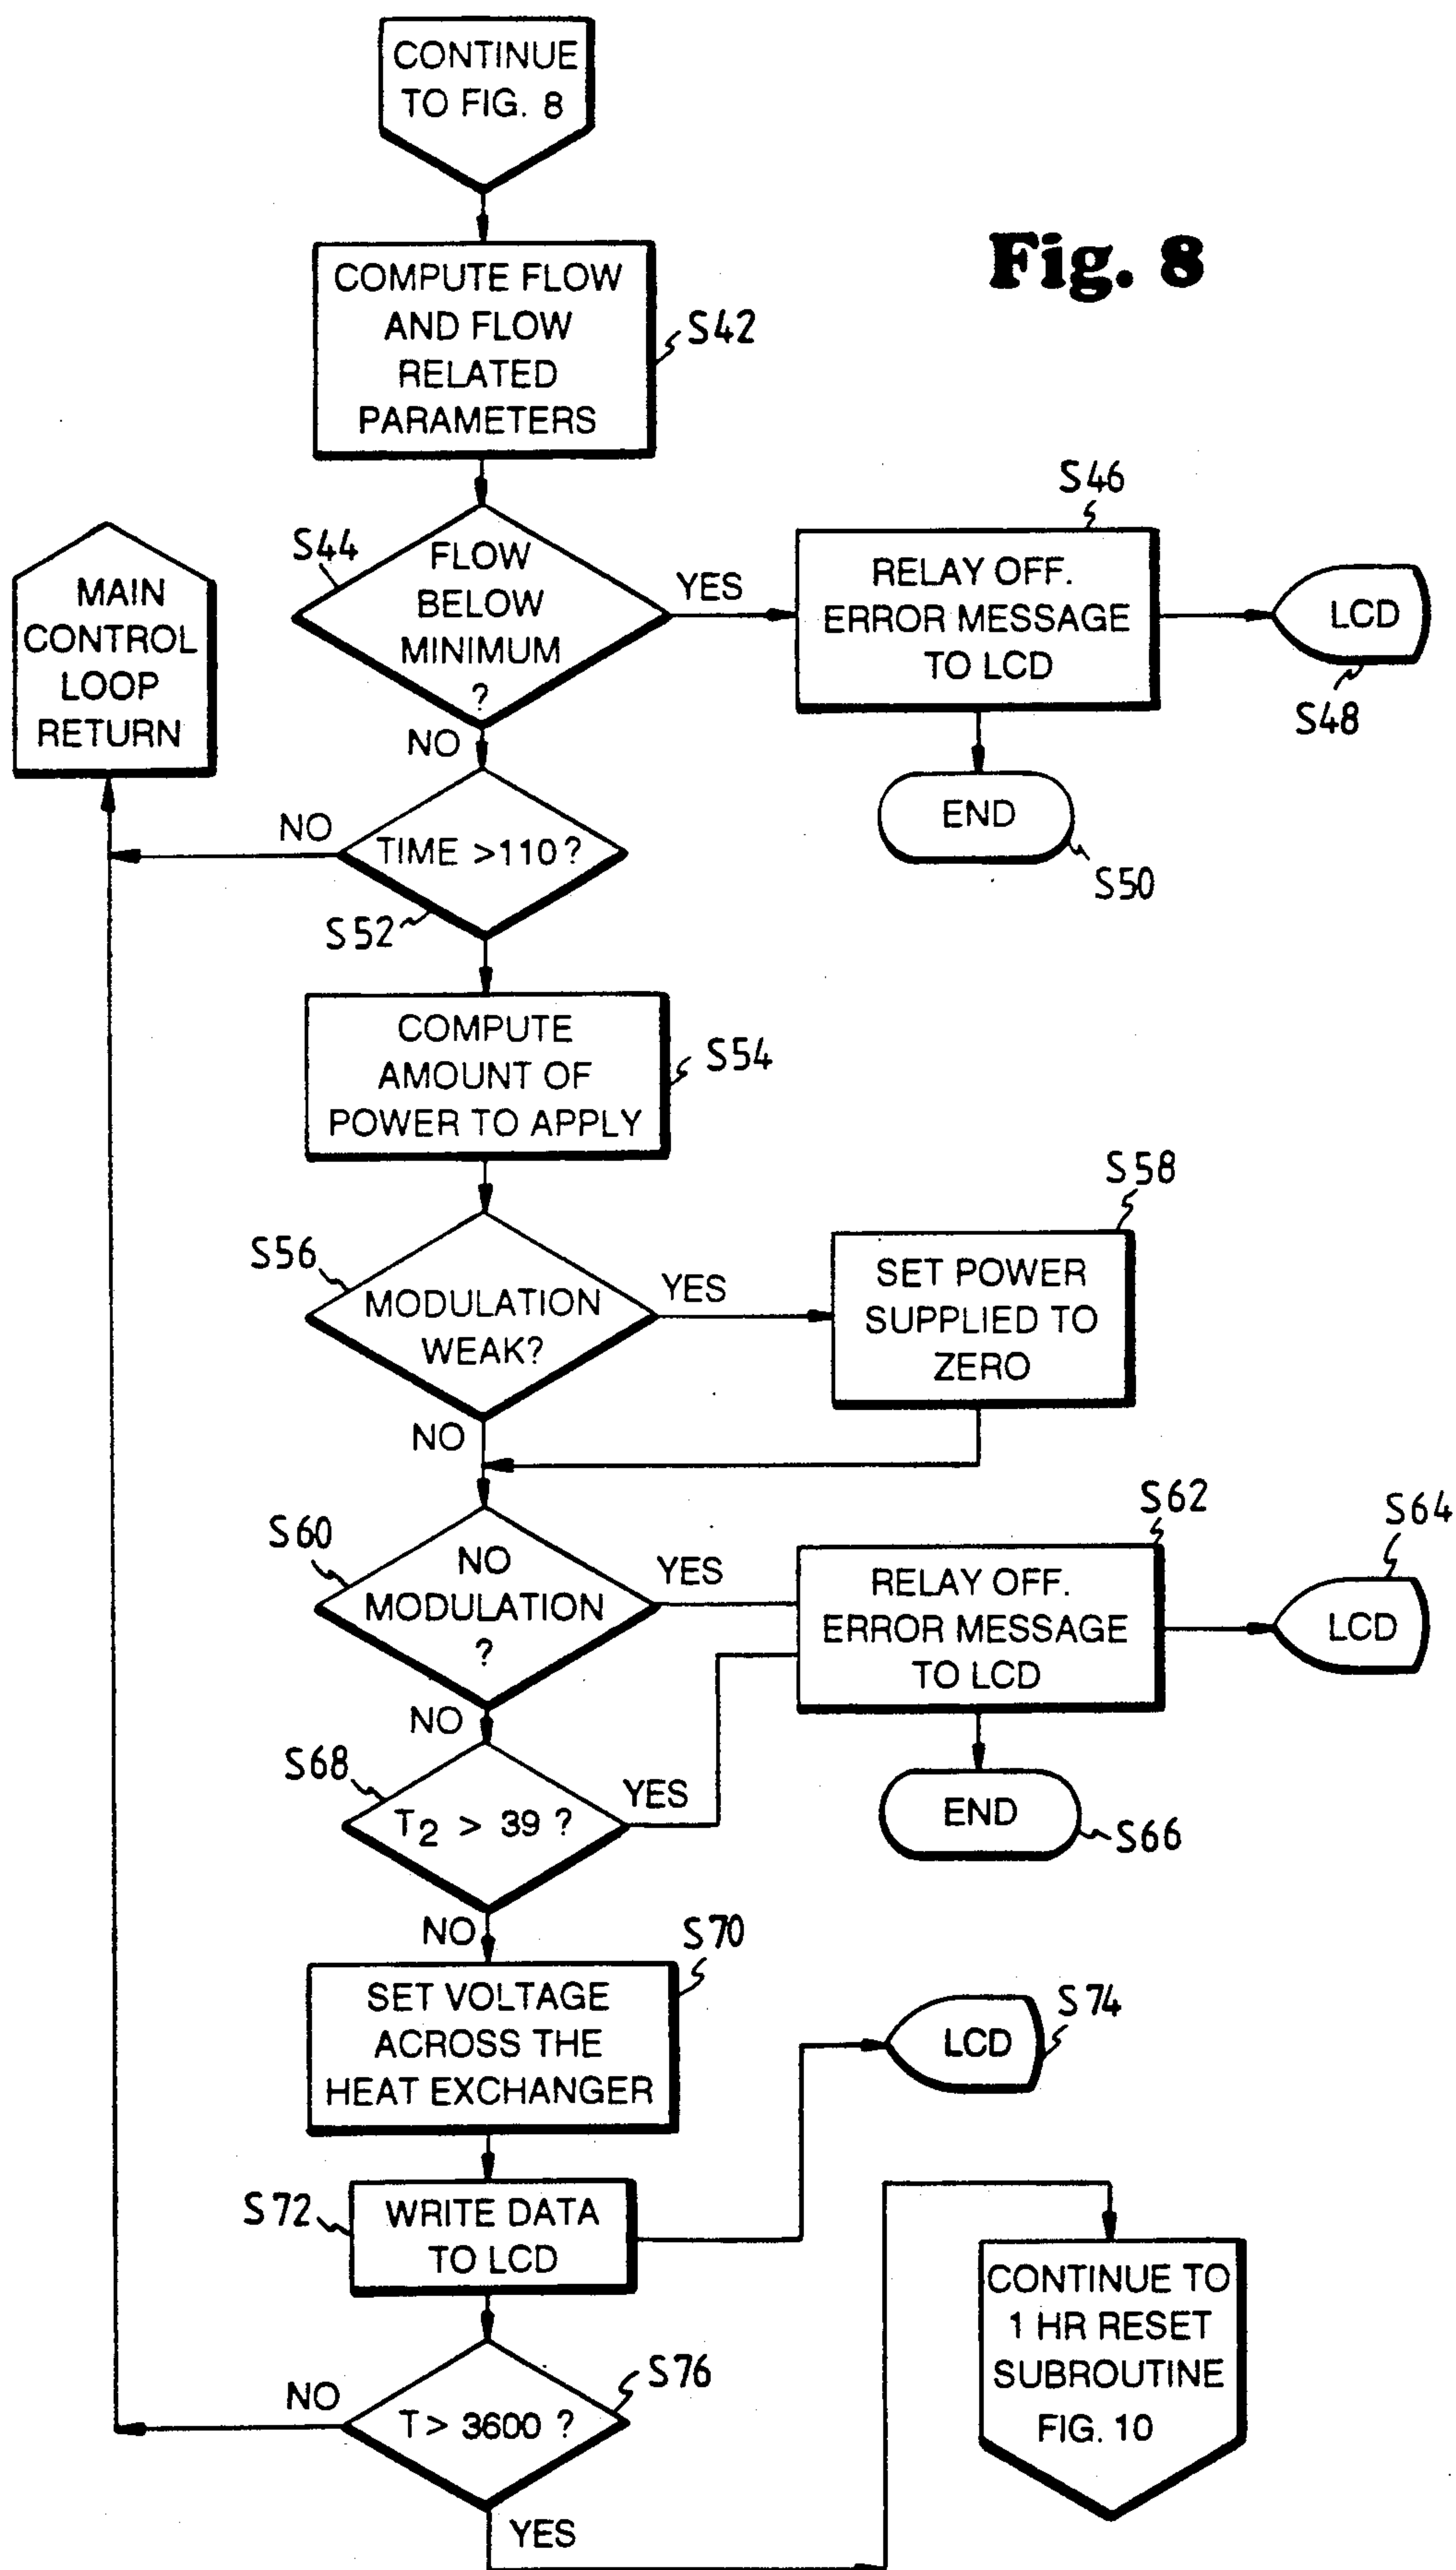 CONTINUE
TO FIG. 8
Fig. 8
COMPUTE FLOW
AND FLOW
RELATED
PARAMETERS
S42
S44
FLOW
BELOW
MINIMUM
?
YES
NO
S46
RELAY OFF.
ERROR MESSAGE
TO LCD
LCD
S48
END
S50
MAIN
CONTROL
LOOP
RETURN
NO
TIME >110 ?
S52
COMPUTE
AMOUNT OF
POWER TO APPLY
S54
S56
MODULATION
WEAK?
YES
NO
S58
SET POWER
SUPPLIED TO
ZERO
S60
NO
MODULATION
?
YES
NO
S62
RELAY OFF.
ERROR MESSAGE
TO LCD
S64
LCD
END
S66
S68
T2 > 39 ?
YES
NO
S70
SET VOLTAGE
ACROSS THE
HEAT EXCHANGER
S74
LCD
S72
WRITE DATA
TO LCD
S76
T > 3600 ?
NO
YES
CONTINUE TO
1 HR RESET
SUBROUTINE
FIG. 10